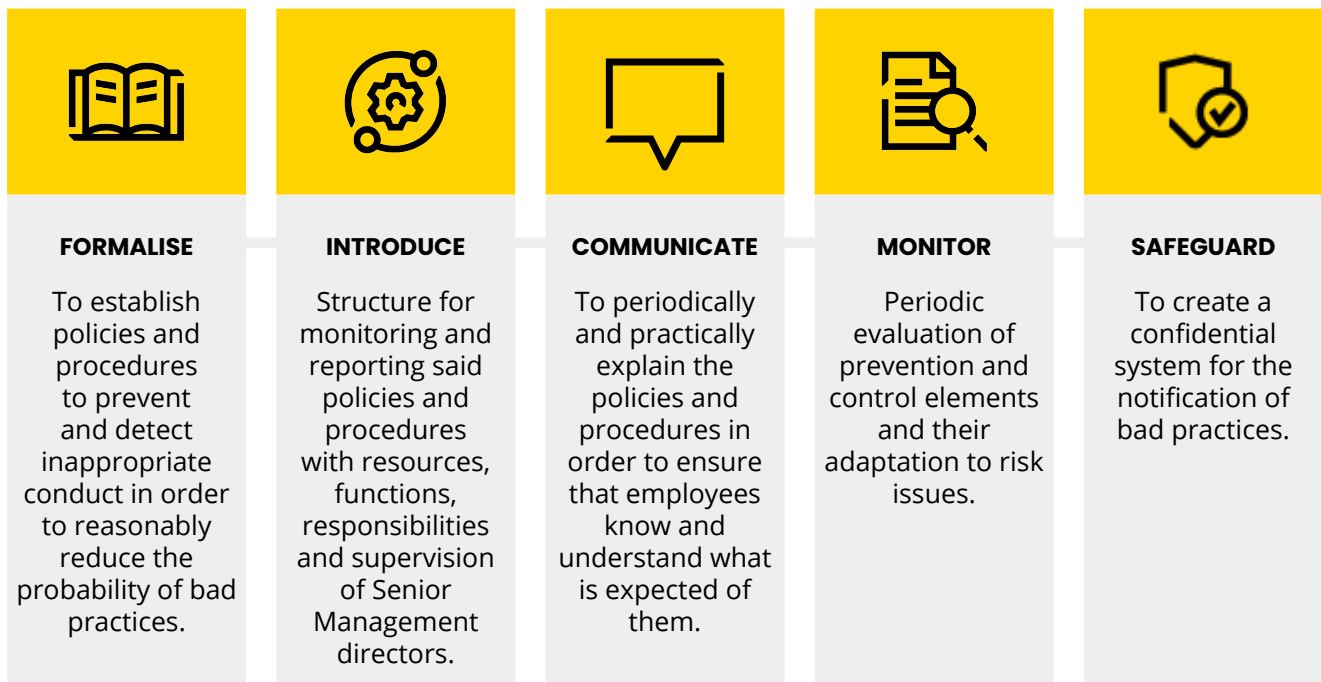 FORMALISE
To establish
policies and
procedures
to prevent
and detect
inappropriate
conduct in order
to reasonably
reduce the
probability of bad
practices.
INTRODUCE
Structure for
monitoring and
reporting said
policies and
procedures
with resources,
functions,
responsibilities
and supervision
of Senior
Management
directors.
COMMUNICATE
To periodically
and practically
explain the
policies and
procedures in
order to ensure
that employees
know and
understand what
is expected of
them.
MONITOR
Periodic
evaluation of
prevention and
control elements
and their
adaptation to risk
issues.
SAFEGUARD
To create a
confidential
system for the
notification of
bad practices.